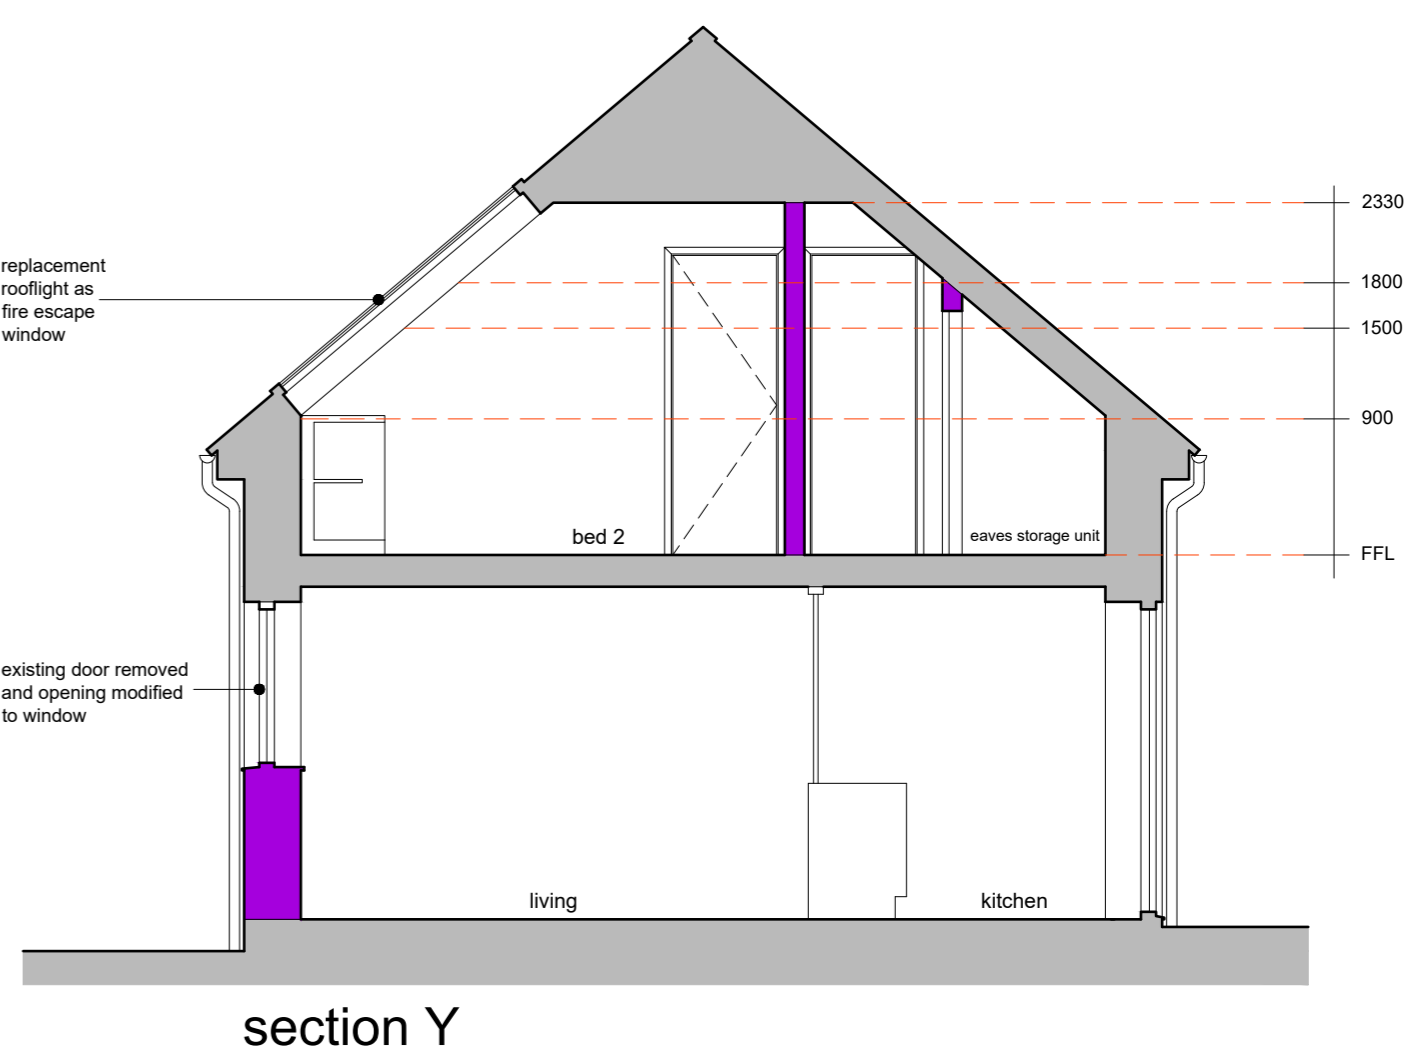 replacement
rooflight as
fire escape
window
2330
1800
1500
900
bed 2
eaves storage unit
FFL
existing door removed
and opening modified
to window
living
kitchen
section Y